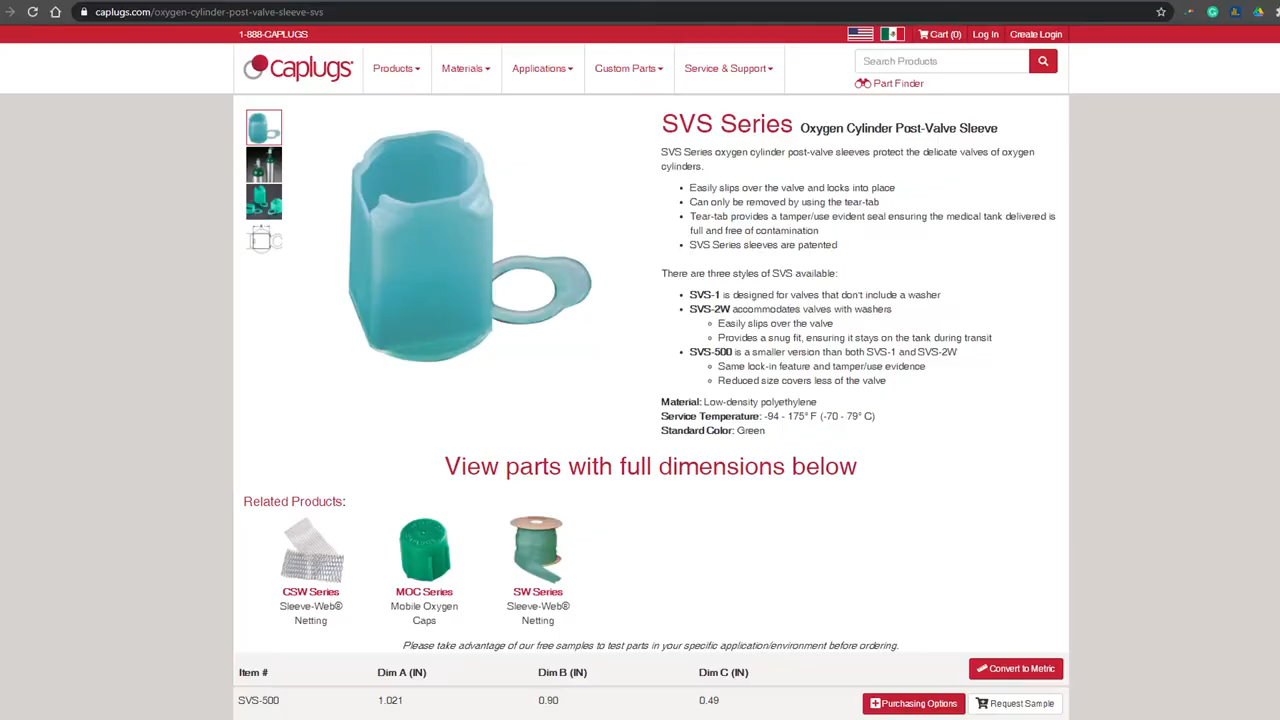 caplugs.com/oxygen-cylinder-post-valve-sleeve-svs
1-888-CAPLUGS
Cart (0) Log In Create Login
caplugs
Products Materials Applications Custom Parts Service & Support
Search Products
Part Finder
SVS Series Oxygen Cylinder Post-Valve Sleeve
SVS Series oxygen cylinder post-valve sleeves protect the delicate valves of oxygen
cylinders.
• Easily slips over the valve and locks into place
• Can only be removed by using the tear-tab
• Tear-tab provides a tamper/use evident seal ensuring the medical tank delivered is
full and free of contamination
• SVS Series sleeves are patented
There are three styles of SVS available:
• SVS-1 is designed for valves that don't include a washer
• SVS-2W accommodates valves with washers
Easily slips over the valve
Provides a snug fit, ensuring it stays on the tank during transit
• SVS-500 is a smaller version than both SVS-1 and SVS-2W
Same lock-in feature and tamper/use evidence
Reduced size covers less of the valve
Material: Low-density polyethylene
Service Temperature: -94 - 175° F (-70 - 79° C)
Standard Color: Green
View parts with full dimensions below
Related Products:
CSW Series
Sleeve-Web®
Netting
MOC Series
Mobile Oxygen
Caps
SW Series
Sleeve-Web®
Netting
Please take advantage of our free samples to test parts in your specific application/environment before ordering.
Item # Dim A (IN) Dim B (IN) Dim C (IN) Convert to Metric
SVS-500 1.021 0.90 0.49 Purchasing Options Request Sample